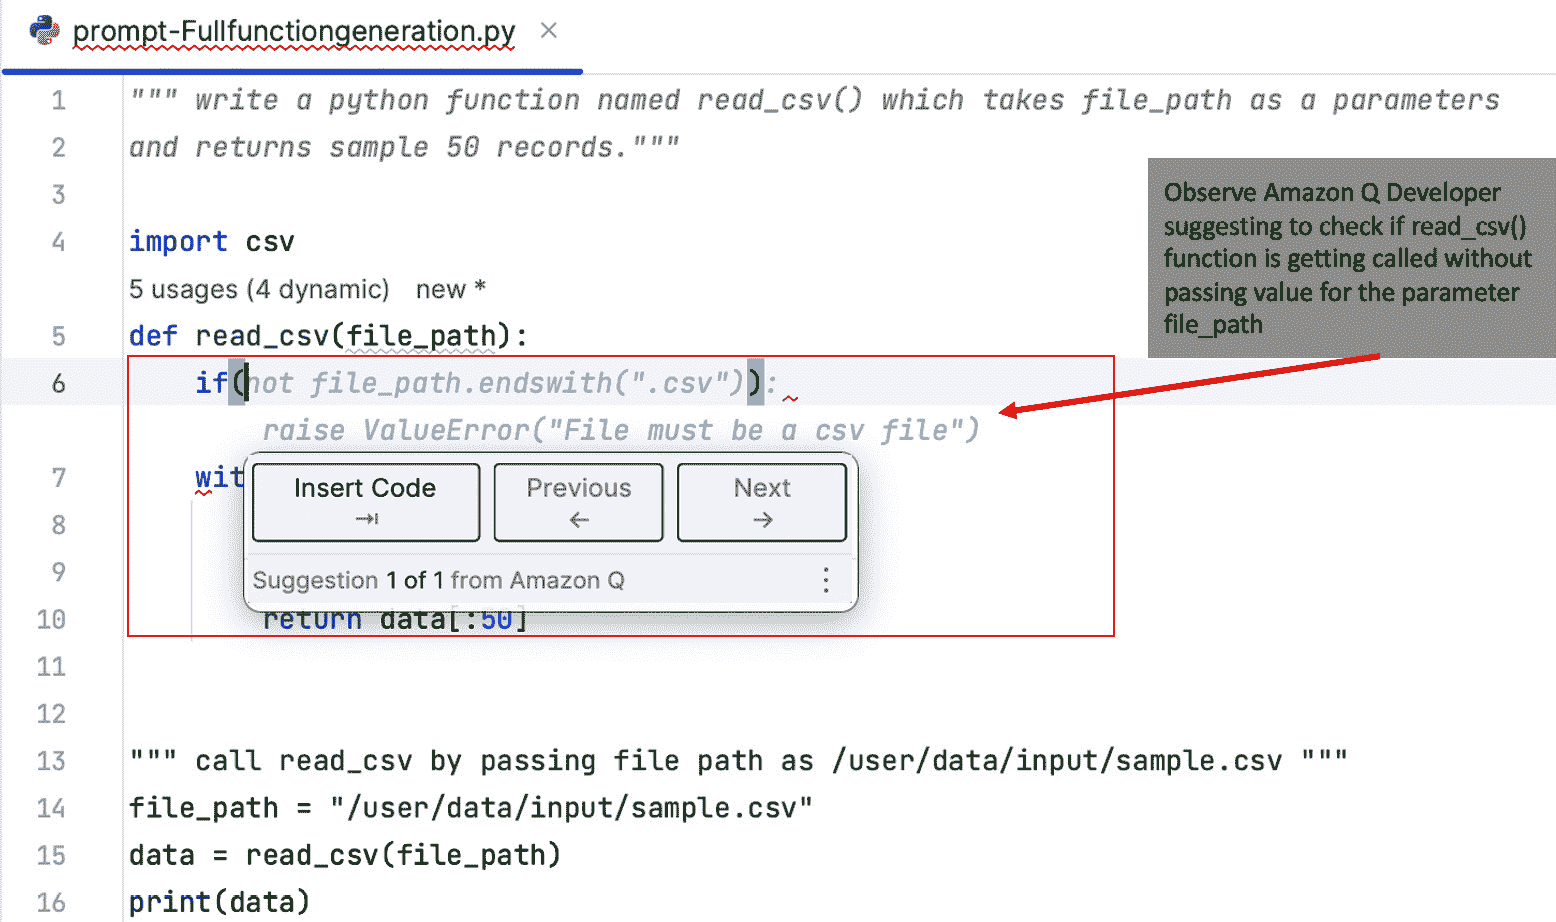 prompt-Fullfunctiongeneration.py
1 """ write a python function named read_csv() which takes file_path as a parameters
2 and returns sample 50 records."""
3
4 import csv
5 usages (4 dynamic) new *
5 def read_csv(file_path):
6 if(not file_path.endswith(".csv")):
raise ValueError("File must be a csv file")
7 wit
Insert Code Previous Next
8
9
Suggestion 1 of 1 from Amazon Q
10 return data[:50]
11
12
13 """ call read_csv by passing file path as /user/data/input/sample.csv """
14 file_path = "/user/data/input/sample.csv"
15 data = read_csv(file_path)
16 print(data)
Observe Amazon Q Developer
suggesting to check if read_csv()
function is getting called without
passing value for the parameter
file_path